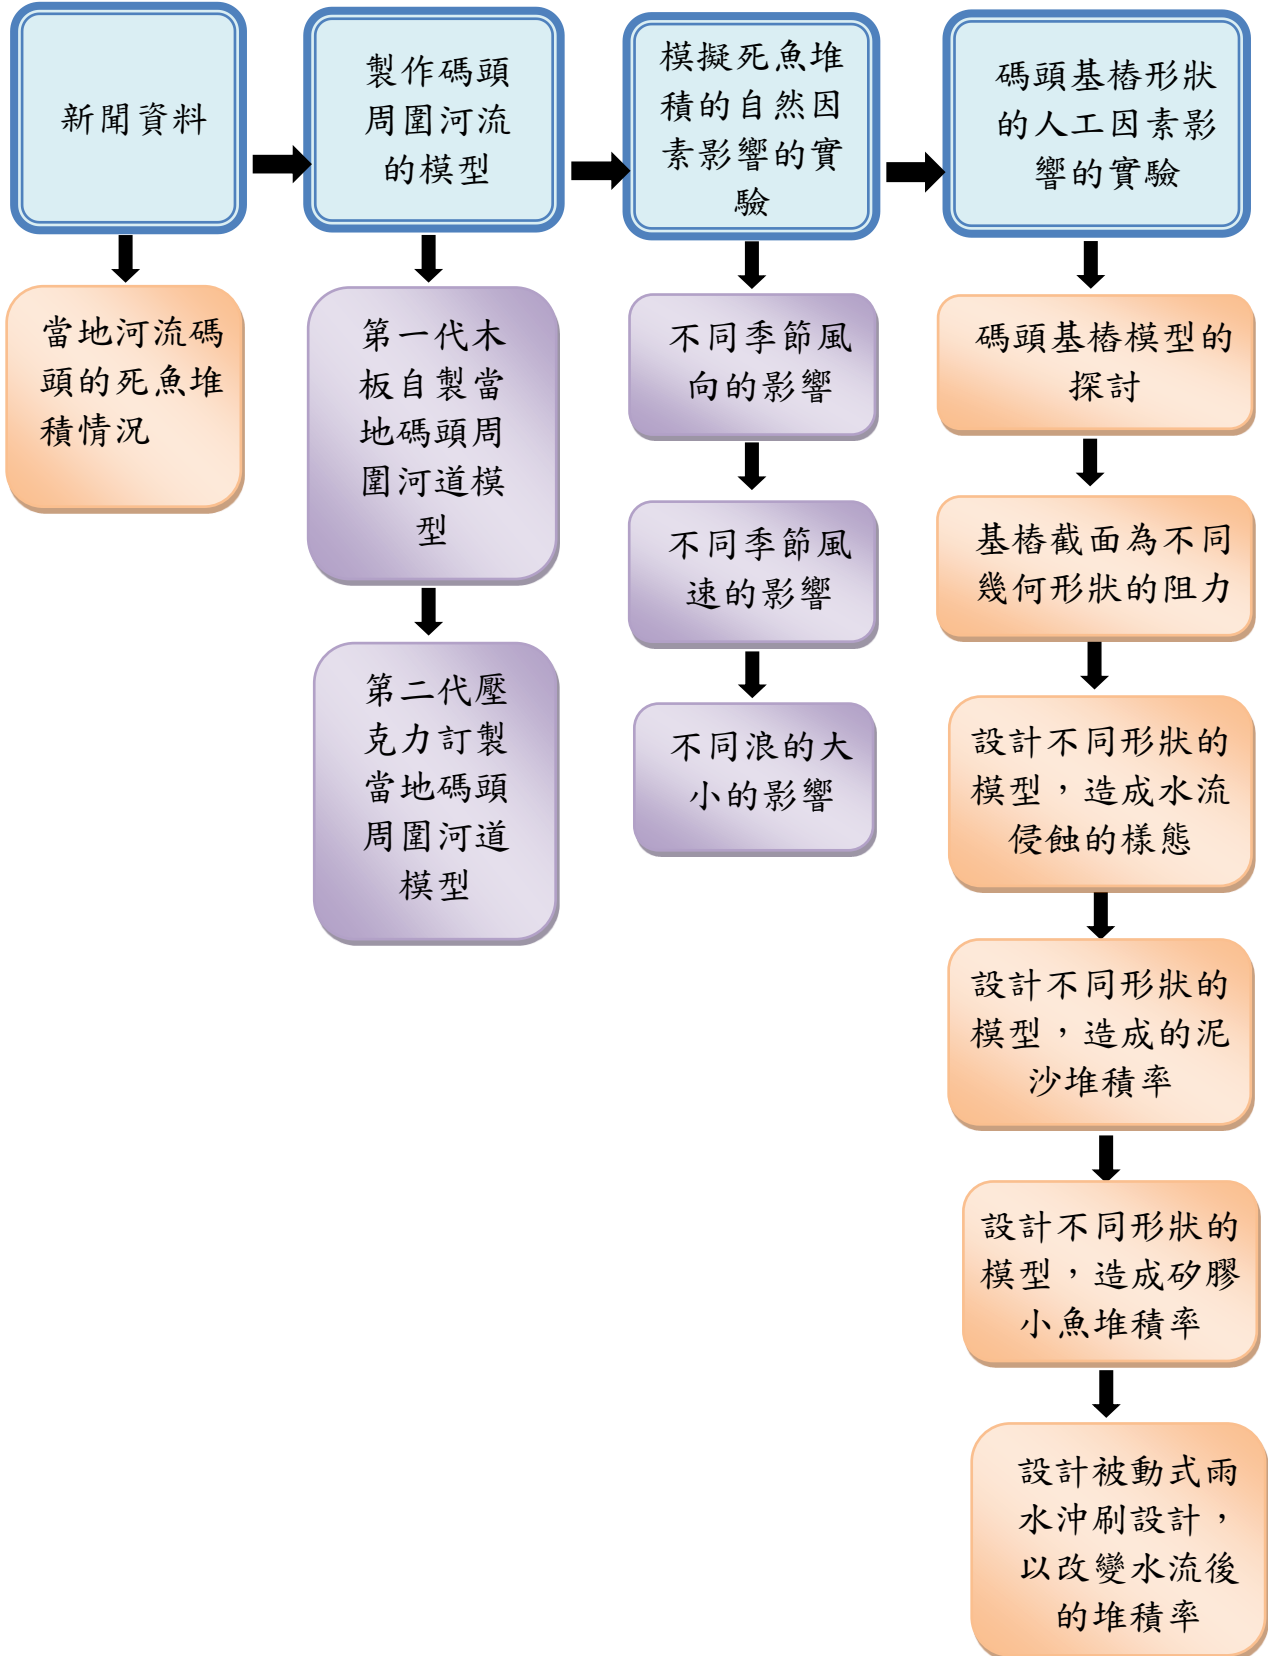 新聞資料
製作碼頭
周圍河流
的模型
模擬死魚堆
積的自然因
素影響的實
驗
碼頭基樁形狀
的人工因素影
響的實驗
當地河流碼
頭的死魚堆
積情況
第一代木
板自製當
地碼頭周
圍河道模
型
第二代壓
克力訂製
當地碼頭
周圍河道
模型
不同季節風
向的影響
不同季節風
速的影響
不同浪的大
小的影響
碼頭基樁模型的
探討
基樁截面為不同
幾何形狀的阻力
設計不同形狀的
模型，造成水流
侵蝕的樣態
設計不同形狀的
模型，造成的泥
沙堆積率
設計不同形狀的
模型，造成矽膠
小魚堆積率
設計被動式雨
水沖刷設計，
以改變水流後
的堆積率